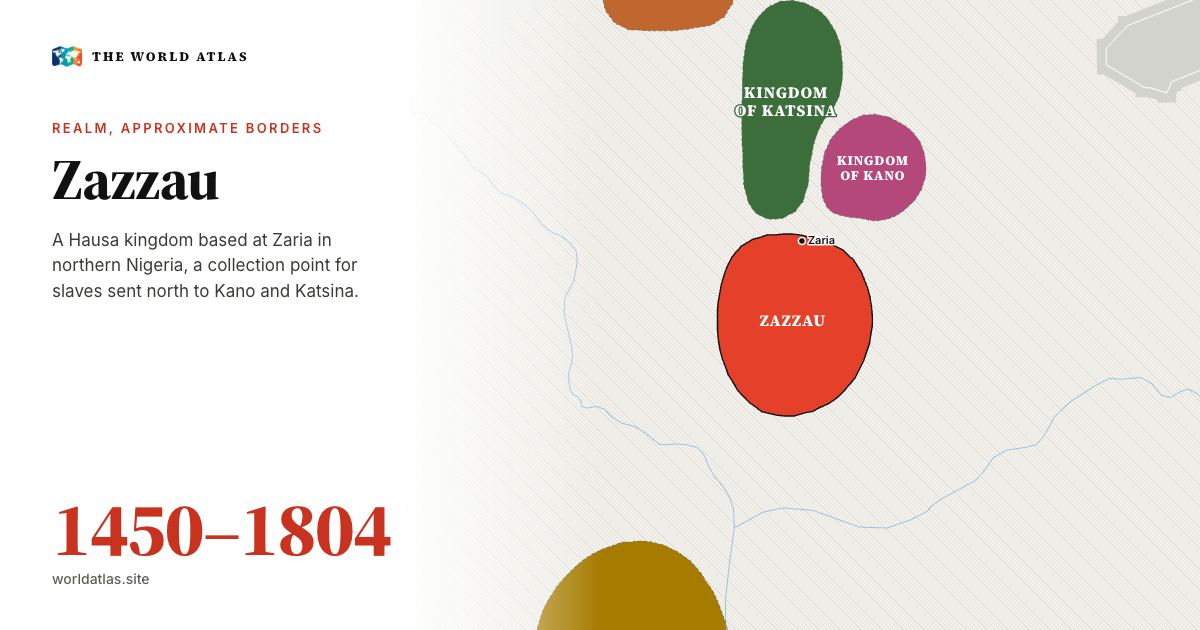 THE WORLD ATLAS
REALM, APPROXIMATE BORDERS
Zazzau
A Hausa kingdom based at Zaria in
northern Nigeria, a collection point for
slaves sent north to Kano and Katsina.
1450–1804
worldatlas.site
KINGDOM
OF KATSINA
KINGDOM
OF KANO
Zaria
ZAZZAU